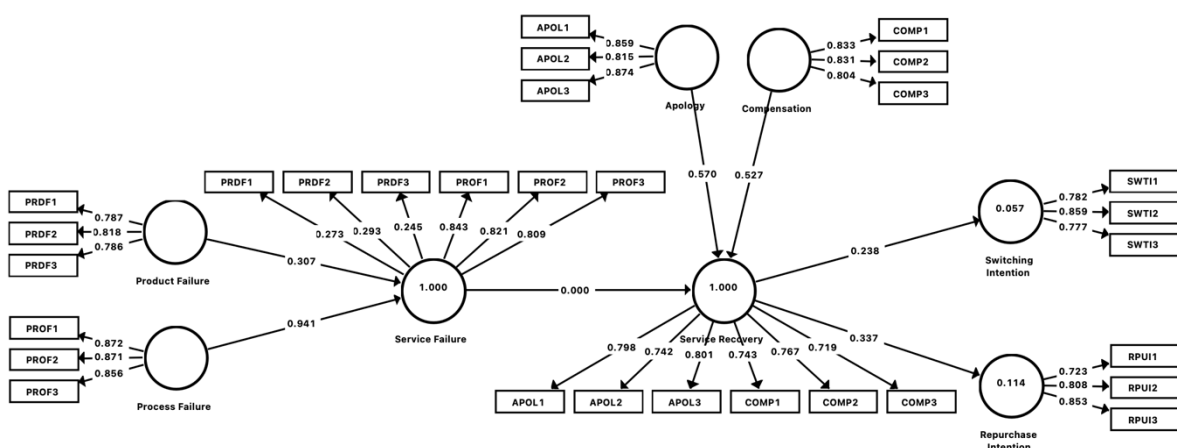 APOL1
0.859
COMP1
0.833
APOL2
0.815
0.831
COMP2
APOL3
0.874
0.804
COMP3
Apology
Compensation
PRDF1
PRDF2
PRDF3
PROF1
PROF2
PROF3
0.570
0.527
SWTI1
0.782
PRDF1
0.787
0.057
0.859
SWTI2
PRDF2
0.818
0.273
0.293
0.245
0.843
0.821
0.809
0.777
SWTI3
PRDF3
0.786
0.238
Switching
Intention
Product Failure
0.307
1.000
0.000
1.000
PROF1
0.872
0.941
Service Failure
Service Recovery
0.337
PROF2
0.871
0.798
0.742
0.801
0.743
0.767
0.719
RPUI1
0.723
PROF3
0.856
0.114
0.808
RPUI2
Process Failure
APOL1
APOL2
APOL3
COMP1
COMP2
COMP3
0.853
RPUI3
Repurchase
Intention